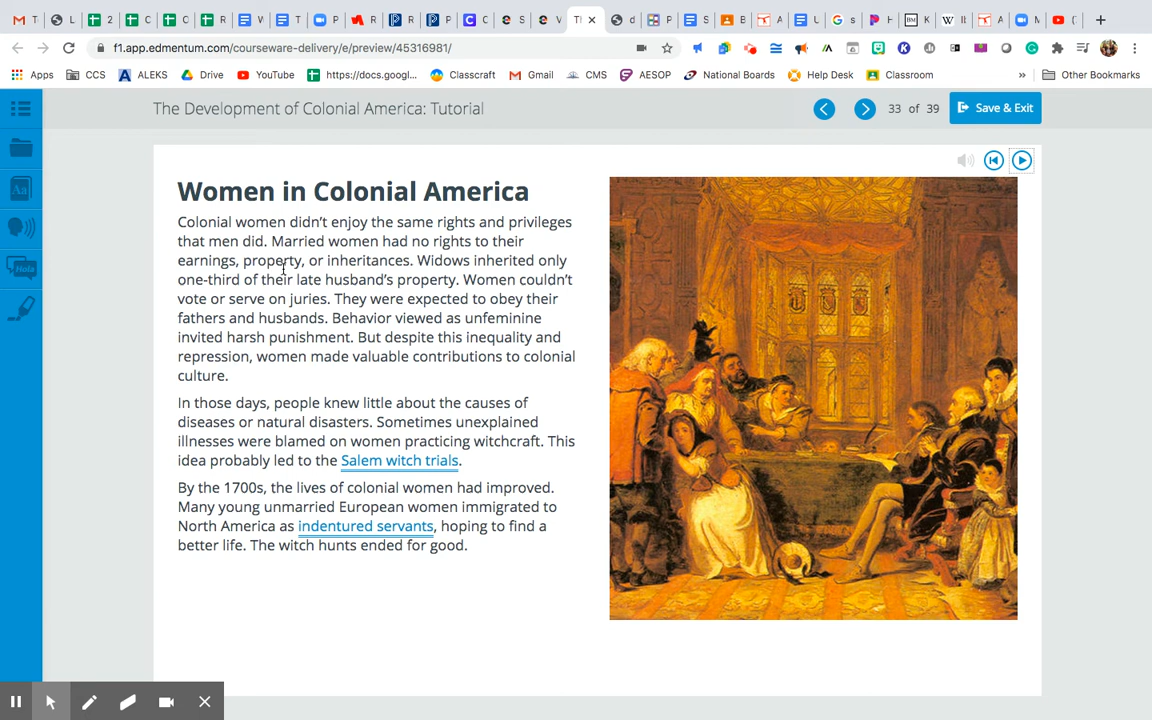 f1.app.edmentum.com/courseware-delivery/e/preview/45316981/
Apps CCS ALEKS Drive YouTube https://docs.googl... Classcraft Gmail CMS AESOP National Boards Help Desk Classroom » Other Bookmarks
The Development of Colonial America: Tutorial 33 of 39 Save & Exit
Women in Colonial America
Colonial women didn't enjoy the same rights and privileges
that men did. Married women had no rights to their
earnings, property, or inheritances. Widows inherited only
one-third of their late husband's property. Women couldn't
vote or serve on juries. They were expected to obey their
fathers and husbands. Behavior viewed as unfeminine
invited harsh punishment. But despite this inequality and
repression, women made valuable contributions to colonial
culture.
In those days, people knew little about the causes of
diseases or natural disasters. Sometimes unexplained
illnesses were blamed on women practicing witchcraft. This
idea probably led to the Salem witch trials.
By the 1700s, the lives of colonial women had improved.
Many young unmarried European women immigrated to
North America as indentured servants, hoping to find a
better life. The witch hunts ended for good.
Aa
Hola